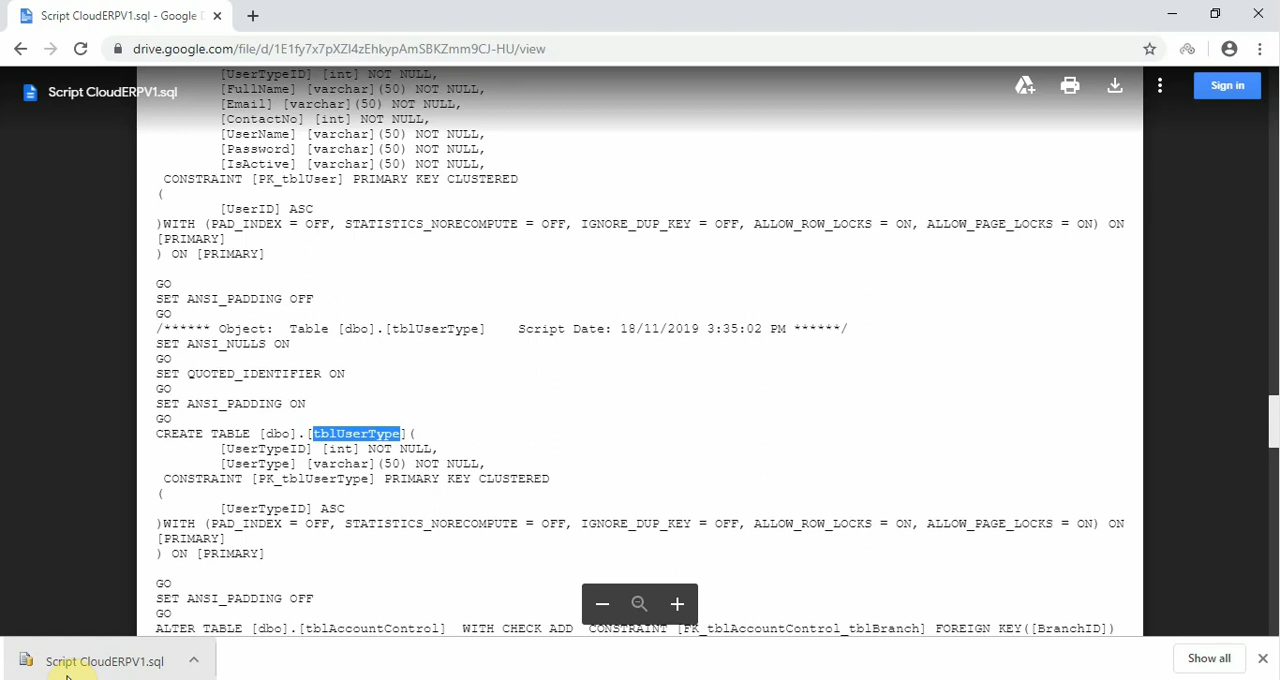 Script CloudERPV1.sql - Google
drive.google.com/file/d/1E1fy7x7pXZl4zEhkypAmSBKZmm9CJ-HU/view
Script CloudERPV1.sql
Sign in
[UserTypeID] [int] NOT NULL,
[FullName] [varchar](50) NOT NULL,
[Email] [varchar](50) NOT NULL,
[ContactNo] [int] NOT NULL,
[UserName] [varchar](50) NOT NULL,
[Password] [varchar](50) NOT NULL,
[IsActive] [varchar](50) NOT NULL,
CONSTRAINT [PK_tblUser] PRIMARY KEY CLUSTERED
(
[UserID] ASC
)WITH (PAD_INDEX = OFF, STATISTICS_NORECOMPUTE = OFF, IGNORE_DUP_KEY = OFF, ALLOW_ROW_LOCKS = ON, ALLOW_PAGE_LOCKS = ON) ON
[PRIMARY]
) ON [PRIMARY]
GO
SET ANSI_PADDING OFF
GO
/****** Object: Table [dbo].[tblUserType] Script Date: 18/11/2019 3:35:02 PM ******/
SET ANSI_NULLS ON
GO
SET QUOTED_IDENTIFIER ON
GO
SET ANSI_PADDING ON
GO
CREATE TABLE [dbo].[tblUserType](
[UserTypeID] [int] NOT NULL,
[UserType] [varchar](50) NOT NULL,
CONSTRAINT [PK_tblUserType] PRIMARY KEY CLUSTERED
(
[UserTypeID] ASC
)WITH (PAD_INDEX = OFF, STATISTICS_NORECOMPUTE = OFF, IGNORE_DUP_KEY = OFF, ALLOW_ROW_LOCKS = ON, ALLOW_PAGE_LOCKS = ON) ON
[PRIMARY]
) ON [PRIMARY]
GO
SET ANSI_PADDING OFF
GO
ALTER TABLE [dbo].[tblAccountControl] WITH CHECK ADD CONSTRAINT [FK_tblAccountControl_tblBranch] FOREIGN KEY([BranchID])
Script CloudERPV1.sql
Show all